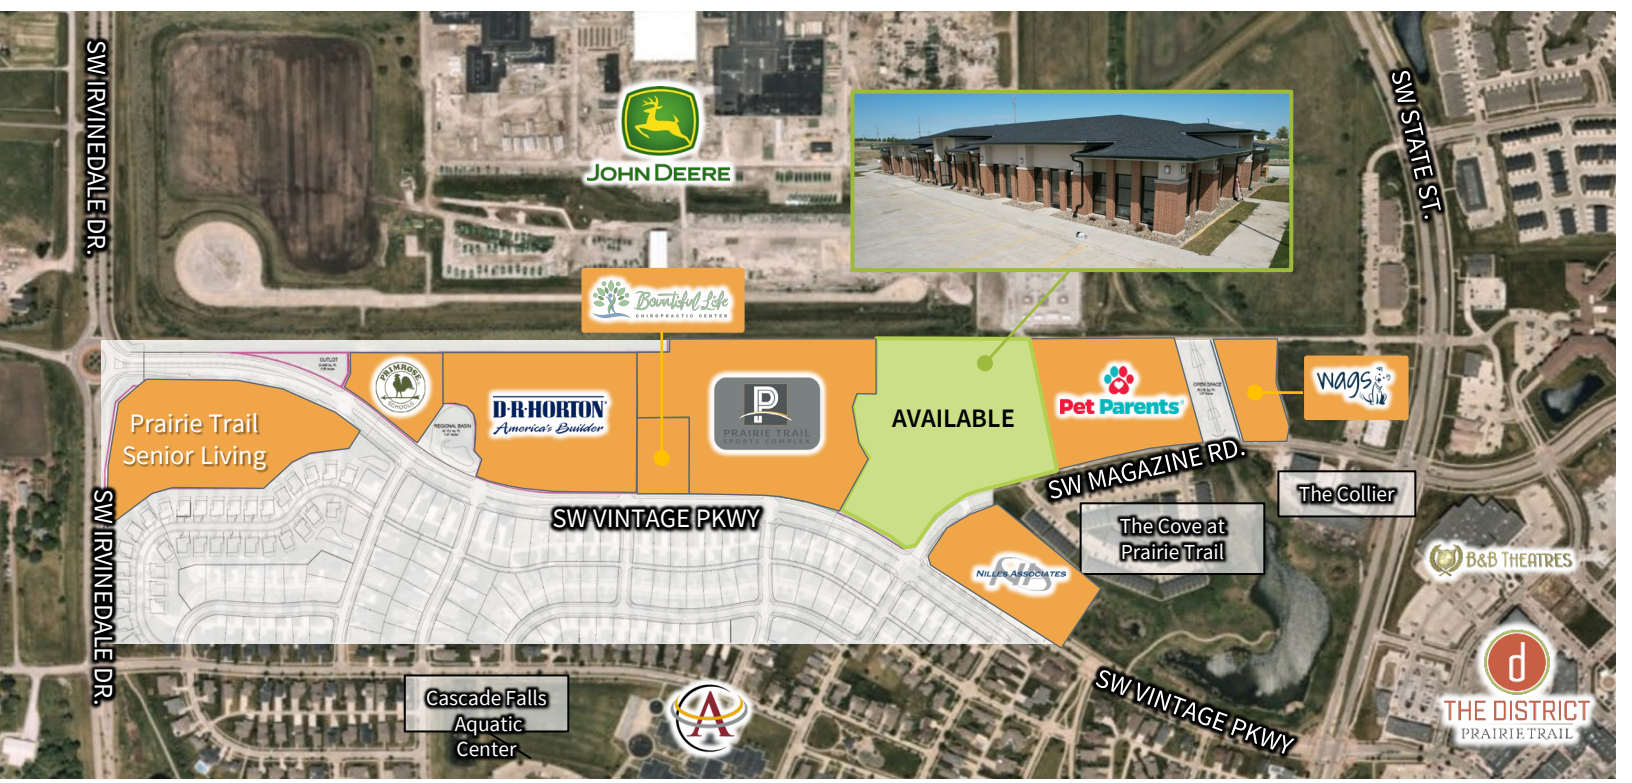 SW IRVINEDALE DR.
JOHN DEERE
SW STATE ST.
Bountiful Life
CHIROPRACTIC CENTER
OUTLOT
PRIMROSE
SCHOOLS
D·R·HORTON
America's Builder
REGIONAL BASIN
P
PRAIRIE TRAIL
SPORTS COMPLEX
AVAILABLE
Pet Parents
OPEN SPACE
wags
Prairie Trail
Senior Living
SW MAGAZINE RD.
The Collier
SW VINTAGE PKWY
The Cove at
Prairie Trail
NILLES ASSOCIATES
B&B THEATRES
SW IRVINEDALE DR.
Cascade Falls
Aquatic
Center
A
SW VINTAGE PKWY
d
THE DISTRICT
PRAIRIE TRAIL